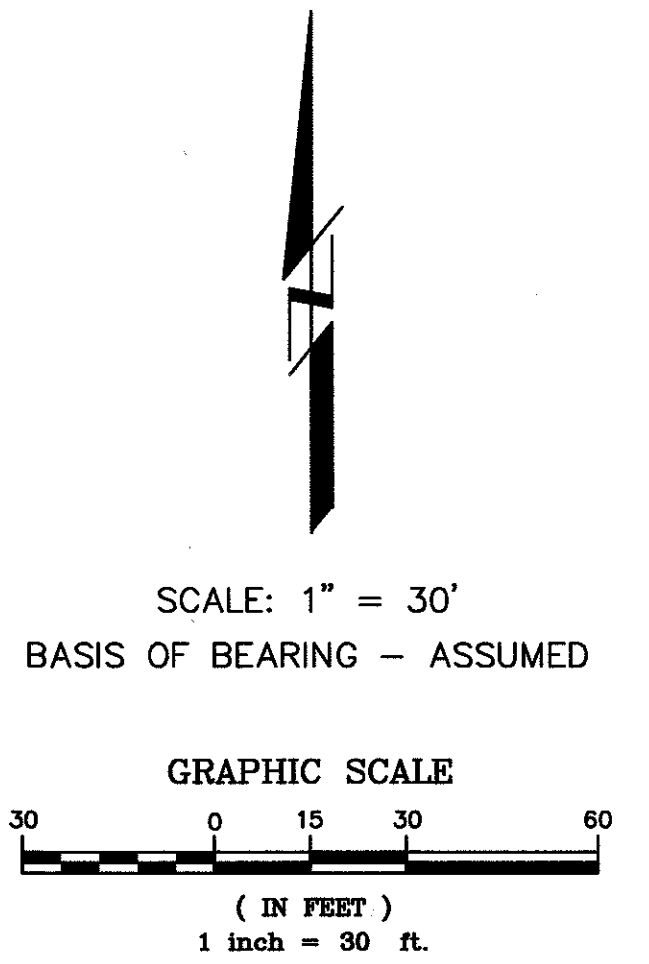 N
SCALE: 1" = 30'
BASIS OF BEARING – ASSUMED
GRAPHIC SCALE
30 0 15 30 60
( IN FEET )
1 inch = 30 ft.